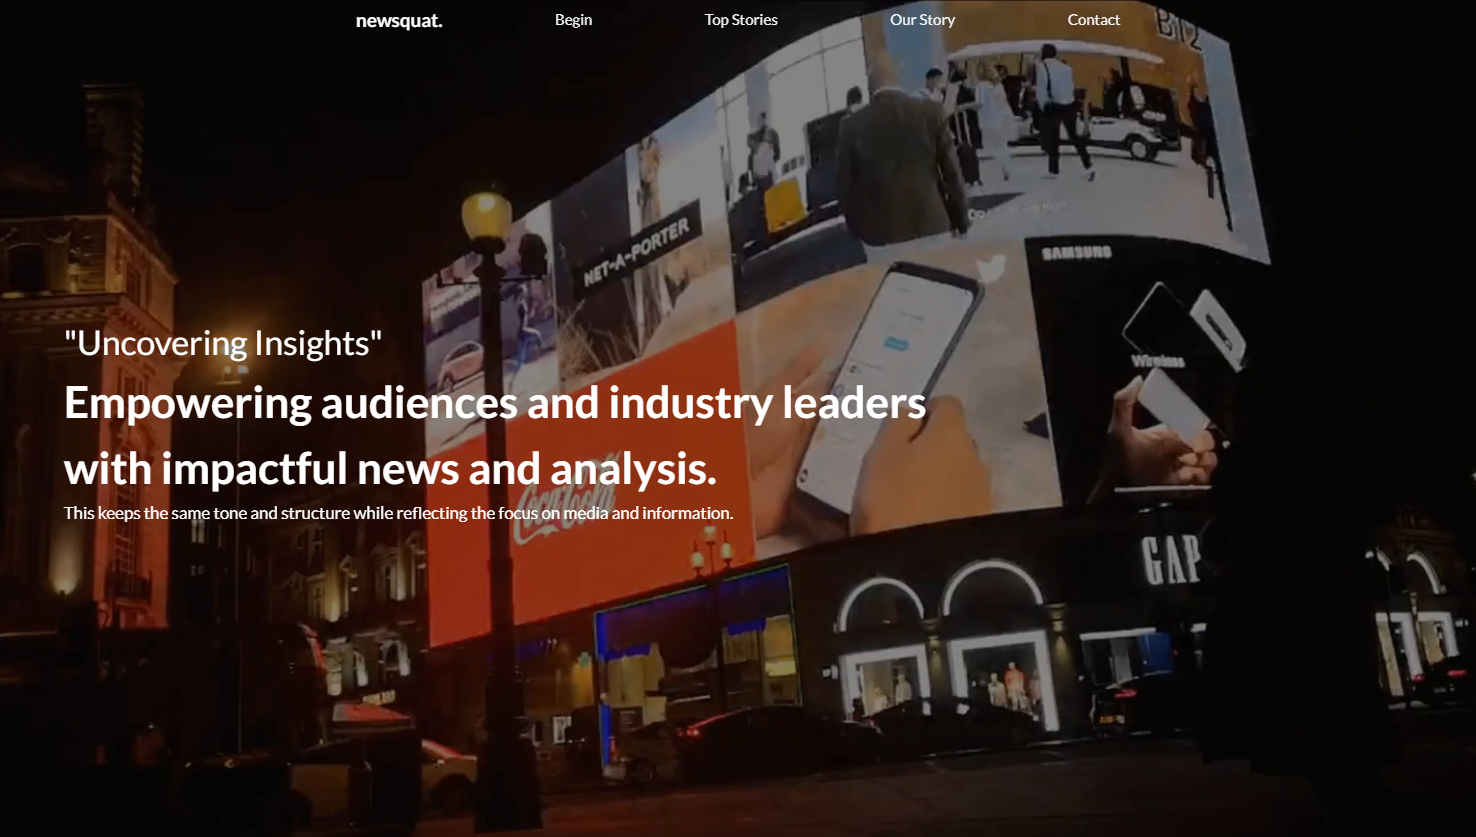 newsquat.
Begin
Top Stories
Our Story
Contact
BT2
NET-A-PORTER
SAMSUNG
Wireless
"Uncovering Insights"
Empowering audiences and industry leaders
with impactful news and analysis.
Coca-Cola
This keeps the same tone and structure while reflecting the focus on media and information.
GAP